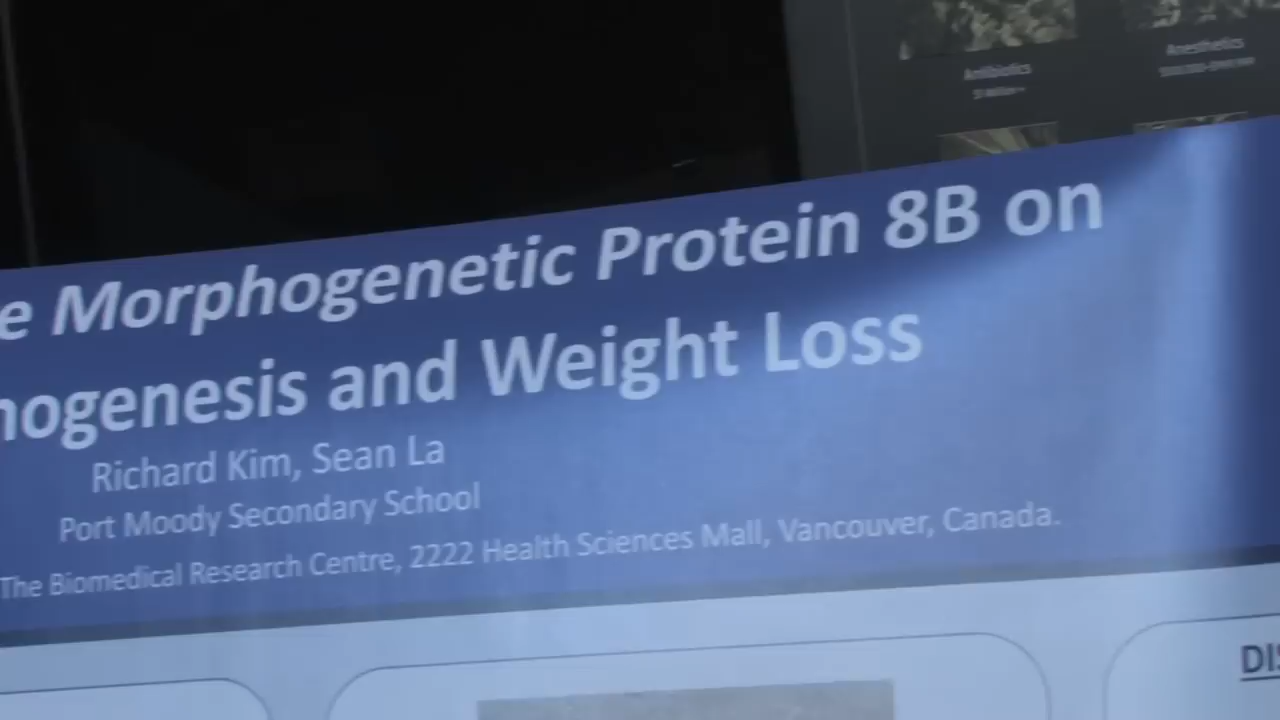 Antibiotics
Anesthetics
e Morphogenetic Protein 8B on
nogenesis and Weight Loss
Richard Kim, Sean La
Port Moody Secondary School
The Biomedical Research Centre, 2222 Health Sciences Mall, Vancouver, Canada.
DIS